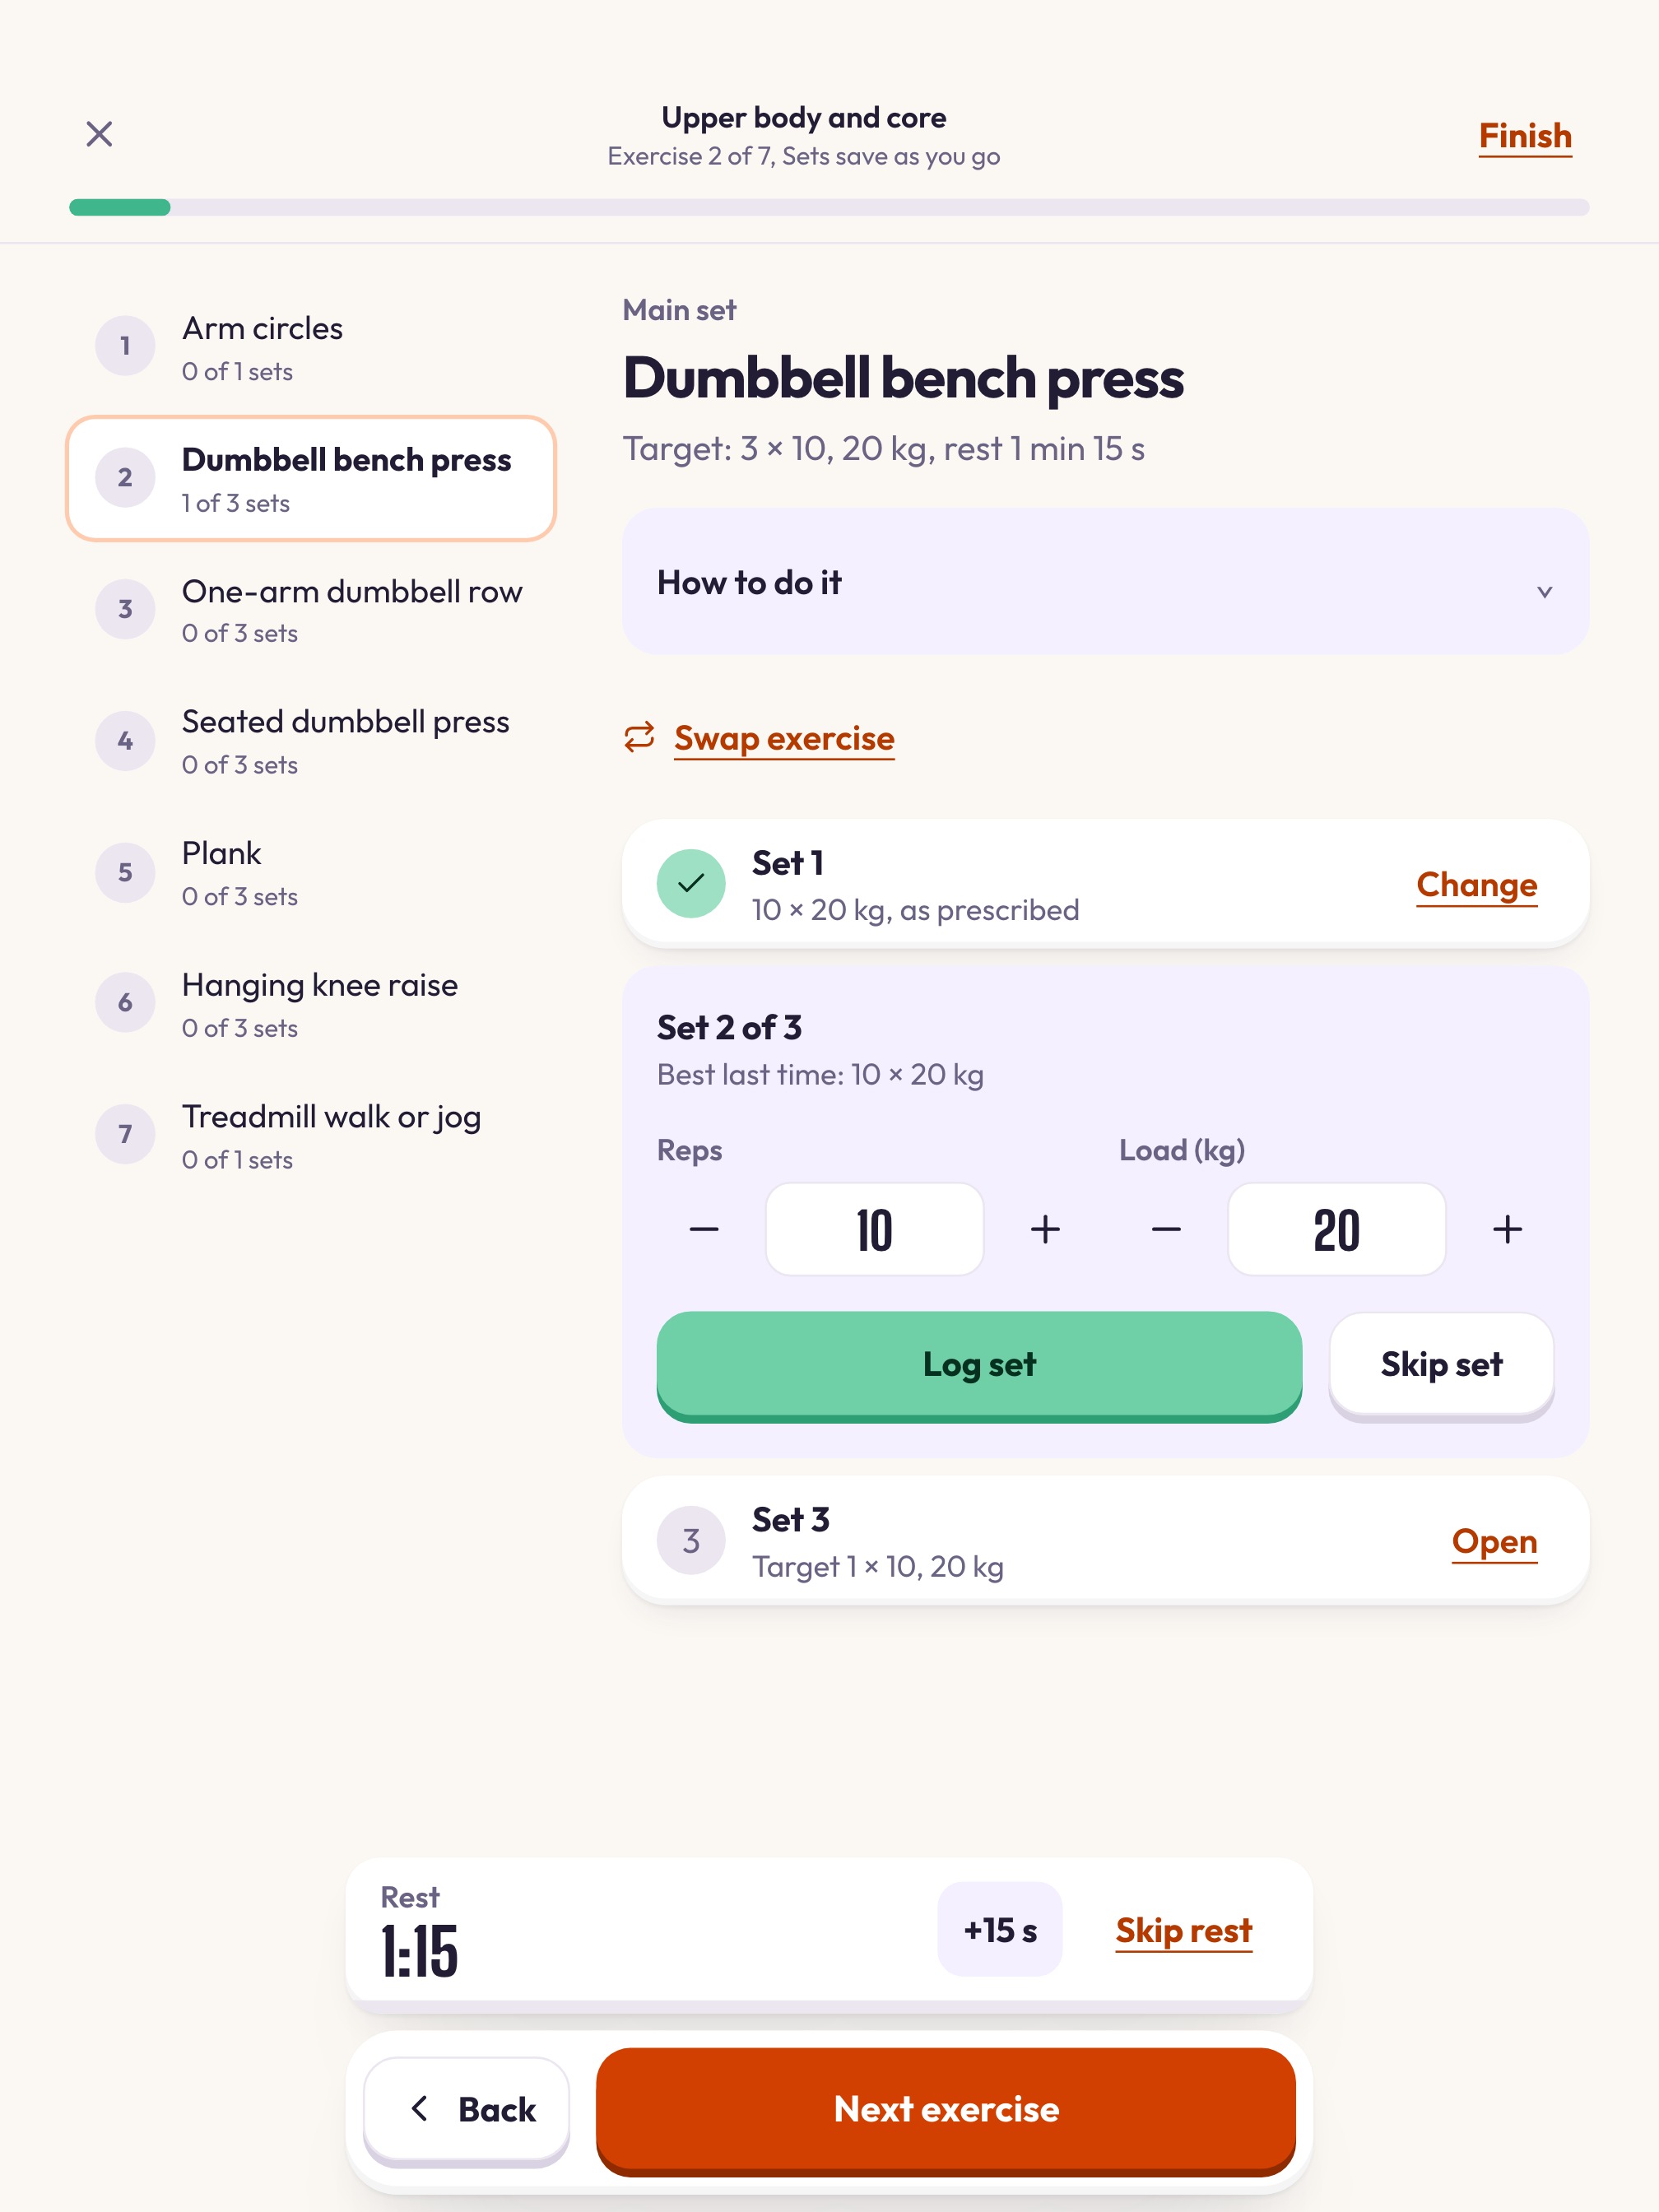 Upper body and core
Exercise 2 of 7, Sets save as you go
Finish
1
Arm circles
0 of 1 sets
2
Dumbbell bench press
1 of 3 sets
3
One-arm dumbbell row
0 of 3 sets
4
Seated dumbbell press
0 of 3 sets
5
Plank
0 of 3 sets
6
Hanging knee raise
0 of 3 sets
7
Treadmill walk or jog
0 of 1 sets
Main set
Dumbbell bench press
Target: 3 × 10, 20 kg, rest 1 min 15 s
How to do it
Swap exercise
Set 1
10 × 20 kg, as prescribed
Change
Set 2 of 3
Best last time: 10 × 20 kg
Reps
Load (kg)
− 10 +
− 20 +
Log set
Skip set
3
Set 3
Target 1 × 10, 20 kg
Open
Rest
1:15
+15 s
Skip rest
Back
Next exercise